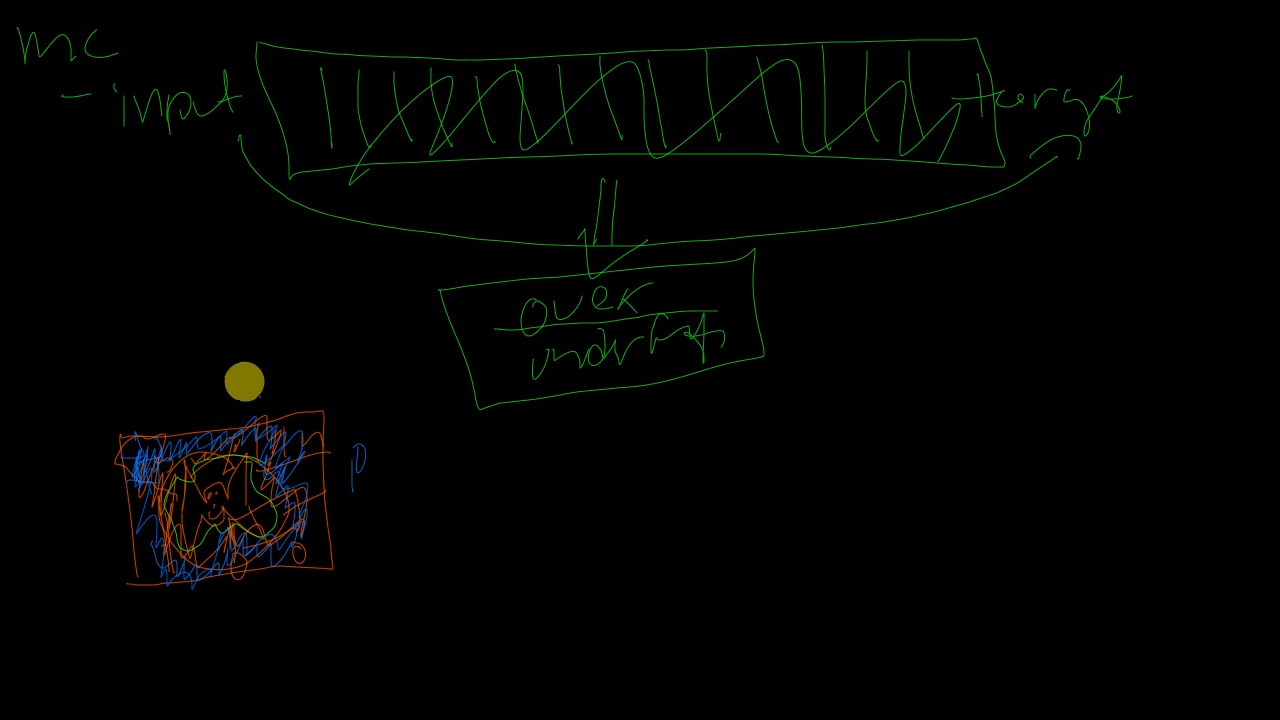 mc
- input
target
over
underfit
P